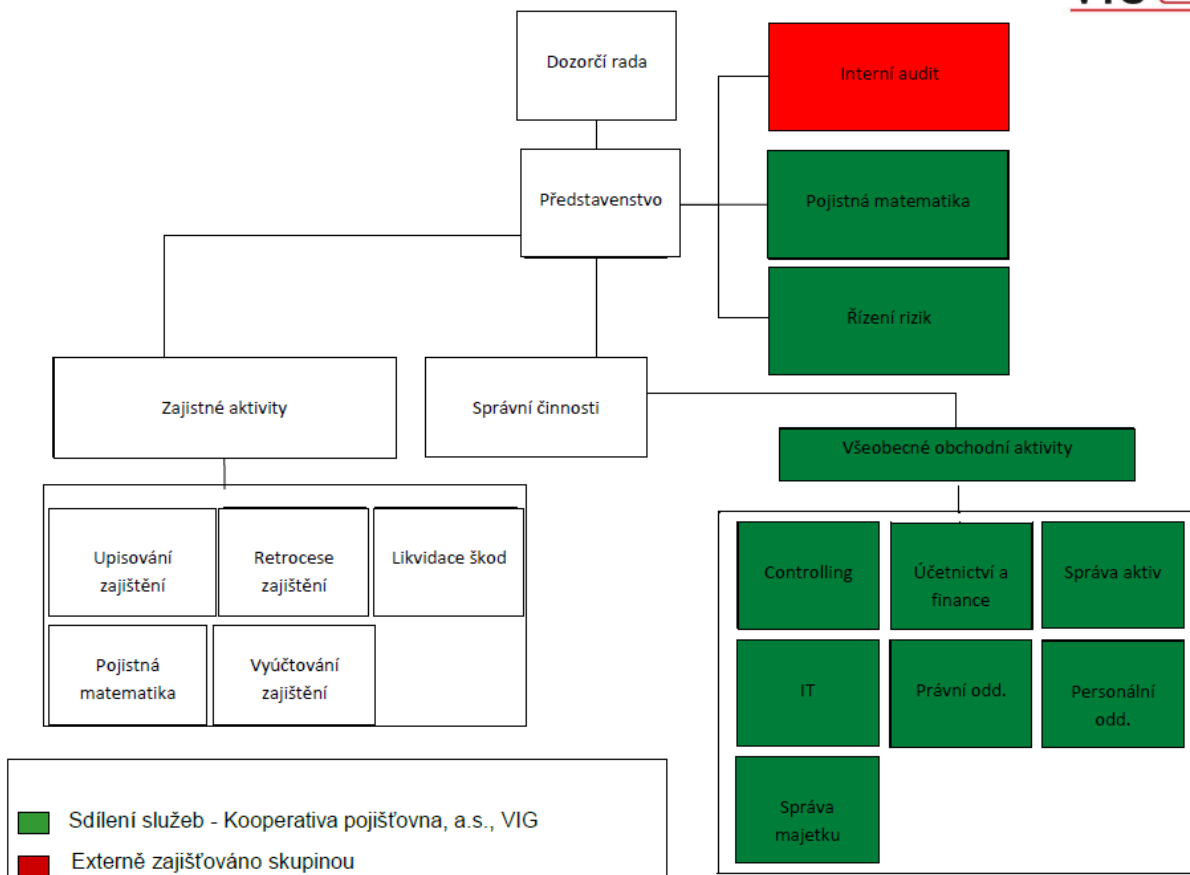 Dozorčí rada
Interní audit
Představenstvo
Pojistná matematika
Řízení rizik
Zajistné aktivity
Správní činnosti
Všeobecné obchodní aktivity
Upisování
zajištění
Retrocese
zajištění
Likvidace škod
Pojistná
matematika
Vyúčtování
zajištění
Controlling
Účetnictví a
finance
Správa aktiv
IT
Právní odd.
Personální
odd.
Správa
majetku
Sdílení služeb - Kooperativa pojišťovna, a.s., VIG
Externě zajišťováno skupinou